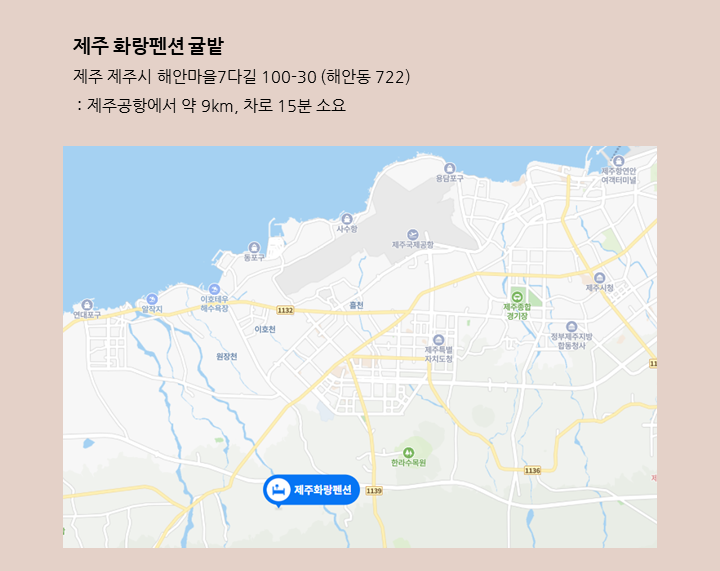 제주 화랑펜션 귤밭
제주 제주시 해안마을7다길 100-30 (해안동 722)
: 제주공항에서 약 9km, 차로 15분 소요
제주항연안
여객터미널
용담포구
사수항
제주국제공항
동포구
제주시청
이호테우
해수욕장
알작지
연대포구
1132
흘천
제주종합
경기장
이호천
정부제주지방
합동청사
제주특별
자치도청
원장천
11
한라수목원
1136
제주화랑펜션
1139